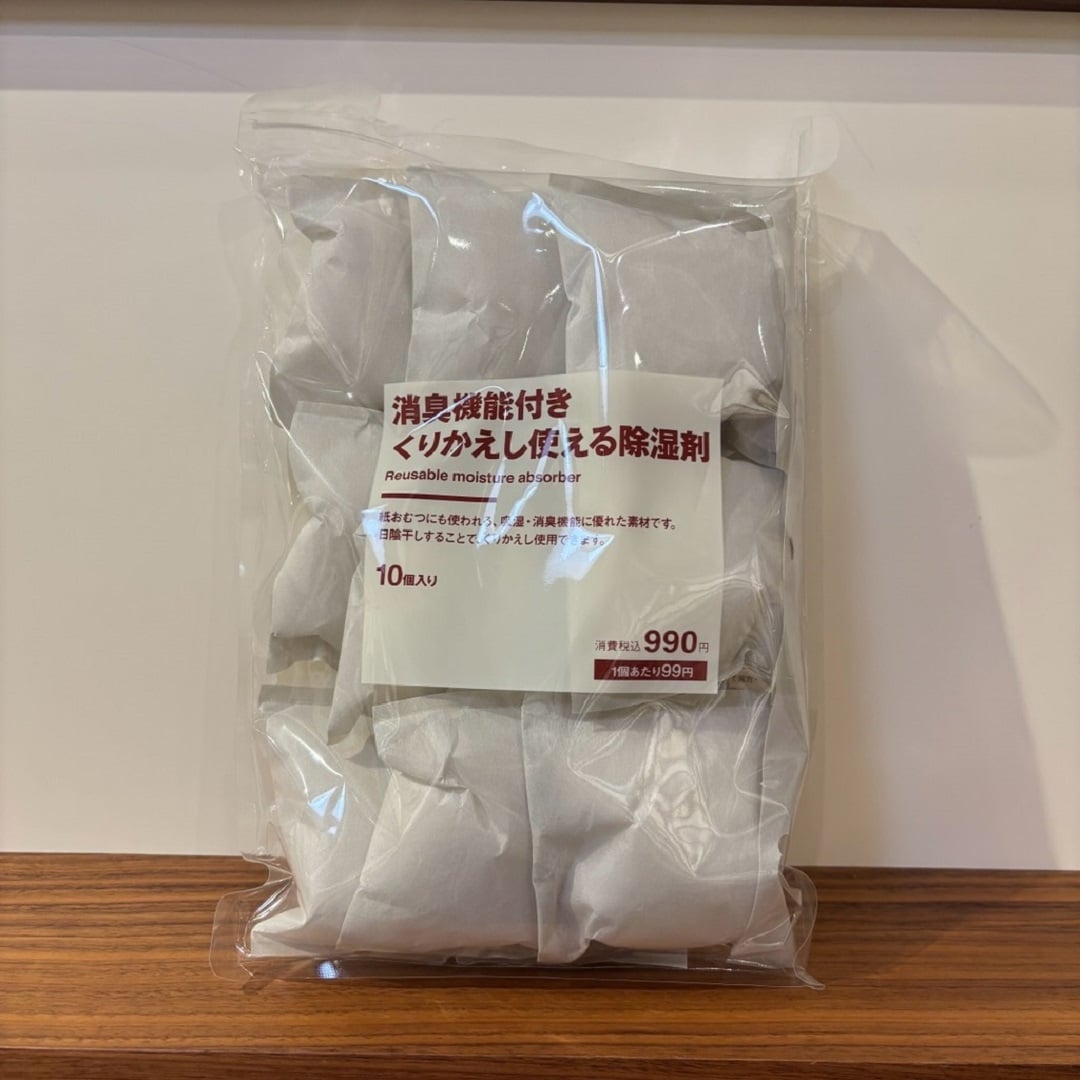 消臭機能付き
くりかえし使える除湿剤
Reusable moisture absorber
紙おむつにも使われる、吸湿・消臭機能に優れた素材です。
日陰干しすることで、くりかえし使用できます。
10個入り
消費税込990円
1個あたり99円